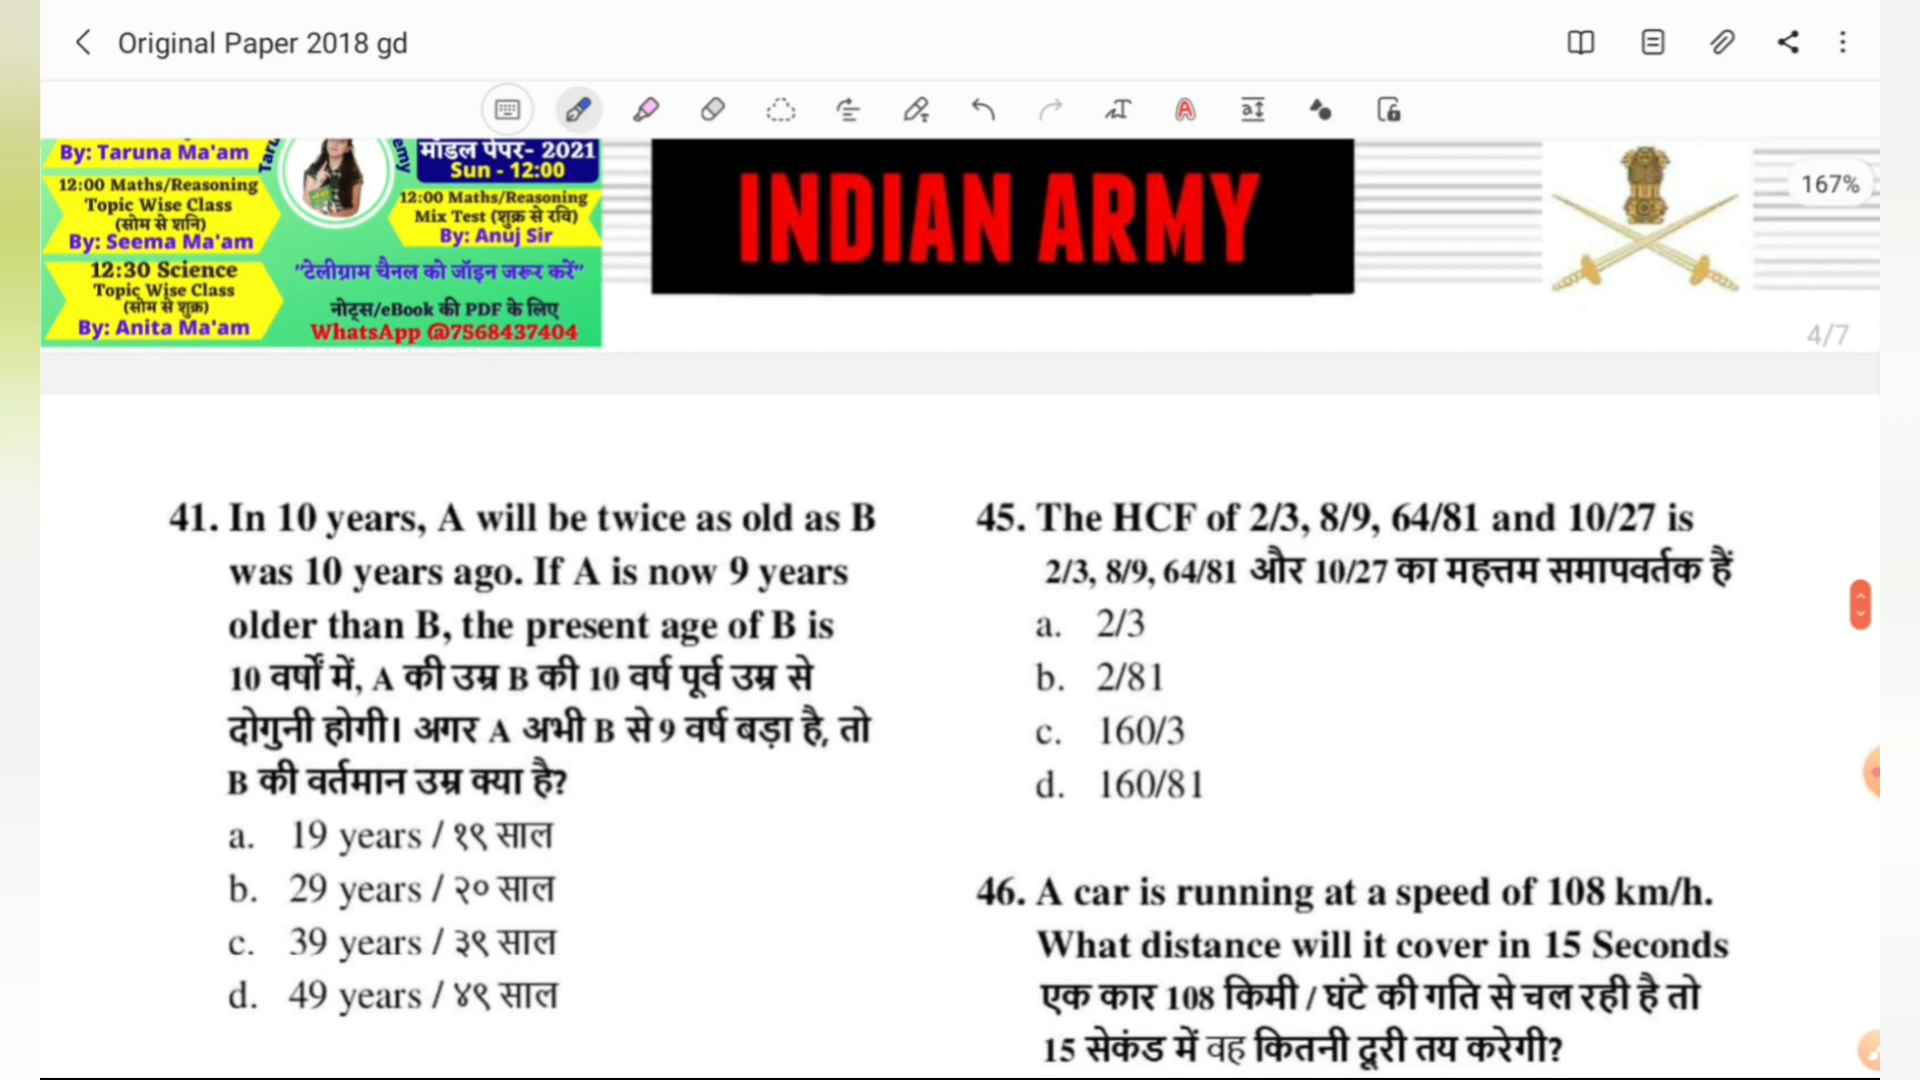 Original Paper 2018 gd
By: Taruna Ma'am
12:00 Maths/Reasoning
Topic Wise Class
(सोम से शनि)
By: Seema Ma'am
12:30 Science
Topic Wise Class
(सोम से शुक्र)
By: Anita Ma'am
मॉडल पेपर- 2021
Sun - 12:00
12:00 Maths/Reasoning
Mix Test (शुक्र से रवि)
By: Anuj Sir
“टेलीग्राम चैनल को जॉइन जरूर करें”
नोट्स/eBook की PDF के लिए
WhatsApp @7568437404
INDIAN ARMY
167%
4/7
41. In 10 years, A will be twice as old as B
was 10 years ago. If A is now 9 years
older than B, the present age of B is
10 वर्षों में, A की उम्र B की 10 वर्ष पूर्व उम्र से
दोगुनी होगी। अगर A अभी B से 9 वर्ष बड़ा है, तो
B की वर्तमान उम्र क्या है?
a. 19 years / १९ साल
b. 29 years / २० साल
c. 39 years / ३९ साल
d. 49 years / ४९ साल
45. The HCF of 2/3, 8/9, 64/81 and 10/27 is
2/3, 8/9, 64/81 और 10/27 का महत्तम समापवर्तक हैं
a. 2/3
b. 2/81
c. 160/3
d. 160/81
46. A car is running at a speed of 108 km/h.
What distance will it cover in 15 Seconds
एक कार 108 किमी / घंटे की गति से चल रही है तो
15 सेकंड में वह कितनी दूरी तय करेगी?